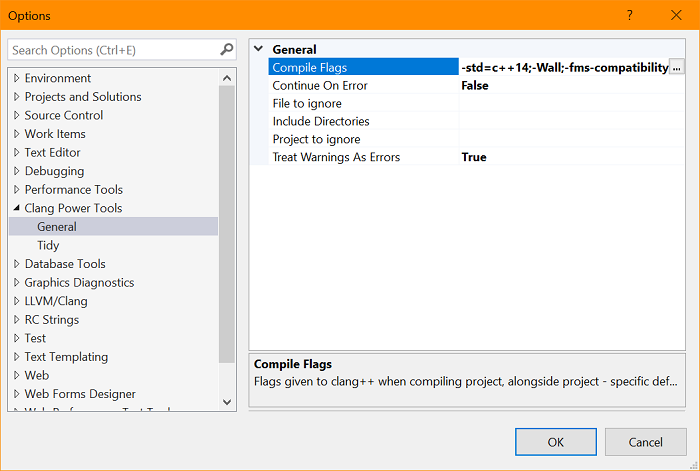 Options
?
Search Options (Ctrl+E)
Environment
Projects and Solutions
Source Control
Work Items
Text Editor
Debugging
Performance Tools
Clang Power Tools
General
Tidy
Database Tools
Graphics Diagnostics
LLVM/Clang
RC Strings
Test
Text Templating
Web
Web Forms Designer
General
Compile Flags -std=c++14;-Wall;-fms-compatibility ...
Continue On Error False
File to ignore
Include Directories
Project to ignore
Treat Warnings As Errors True
Compile Flags
Flags given to clang++ when compiling project, alongside project - specific def...
OK Cancel